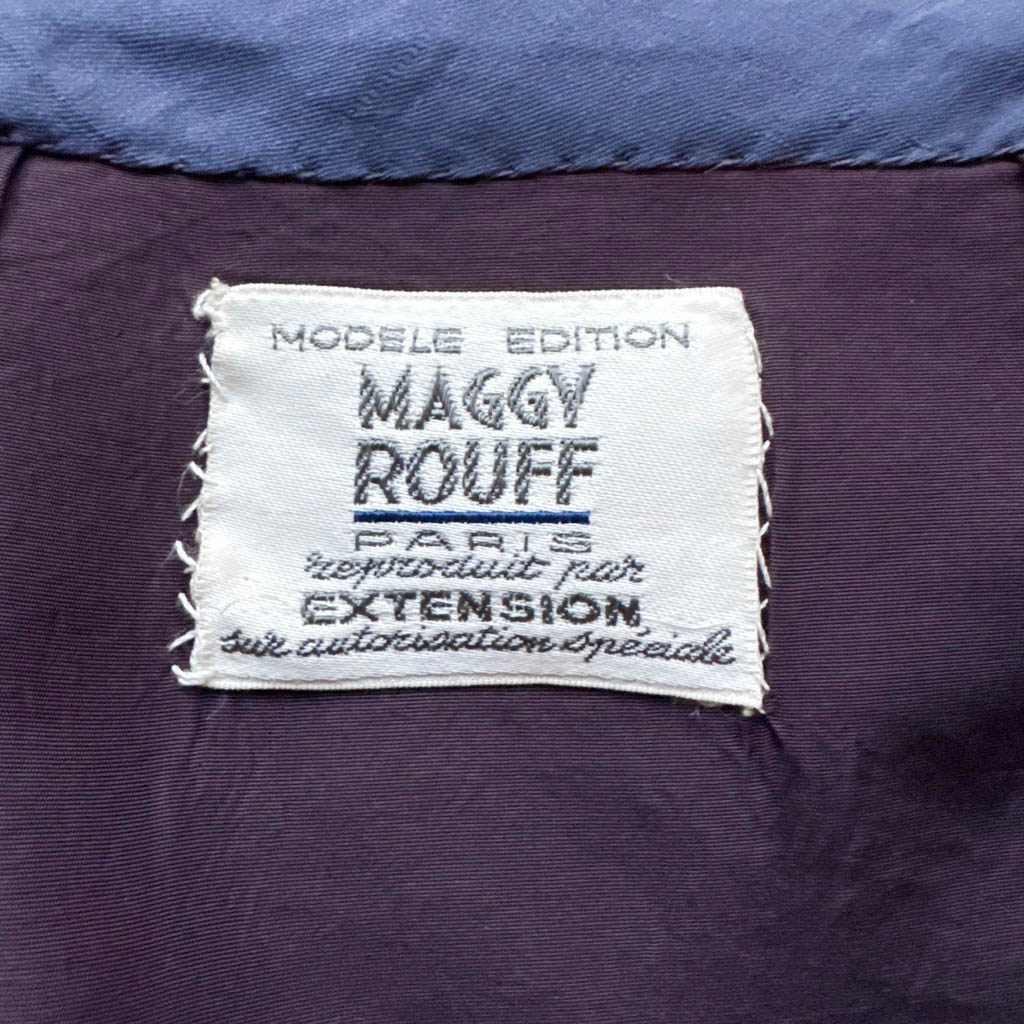 MODELE EDITION
MAGGY
ROUFF
PARIS
reproduit par
EXTENSION
sur autorisation spéciale